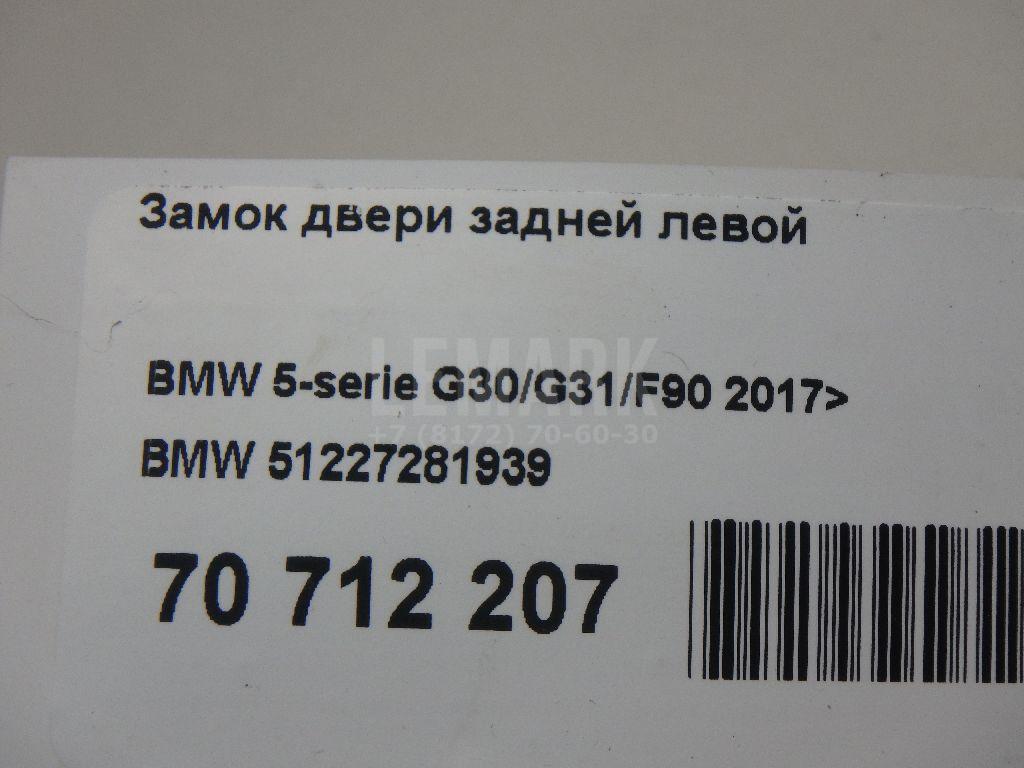 Замок двери задней левой
BMW 5-serie G30/G31/F90 2017>
LEMARK
+7 (8172) 70-60-30
BMW 51227281939
70 712 207